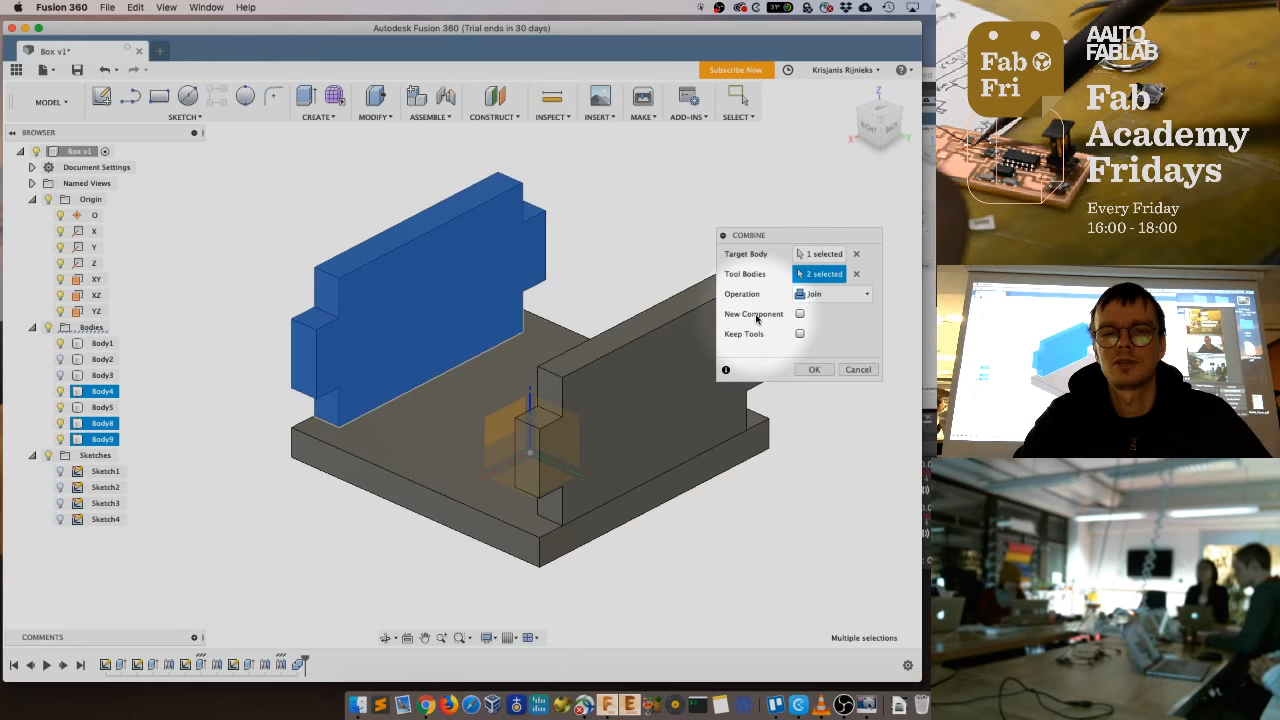 Fusion 360 File Edit View Window Help
31°
Autodesk Fusion 360 (Trial ends in 30 days)
Box v1*
Subscribe Now
Krisjanis Rijnieks
MODEL
SKETCH
CREATE
MODIFY
ASSEMBLE
CONSTRUCT
INSPECT
INSERT
MAKE
ADD-INS
SELECT
BROWSER
Box v1
Document Settings
Named Views
Origin
O
X
Y
Z
XY
XZ
YZ
Bodies
Body1
Body2
Body3
Body4
Body5
Body8
Body9
Sketches
Sketch1
Sketch2
Sketch3
Sketch4
Z
RIGHT
BACK
X
Y
COMBINE
Target Body 1 selected
Tool Bodies 2 selected
Operation Join
New Component
Keep Tools
OK
Cancel
COMMENTS
Multiple selections
Fab
Fri
AALTO
FABLAB
Fab
Academy
Fridays
Every Friday
16:00 - 18:00